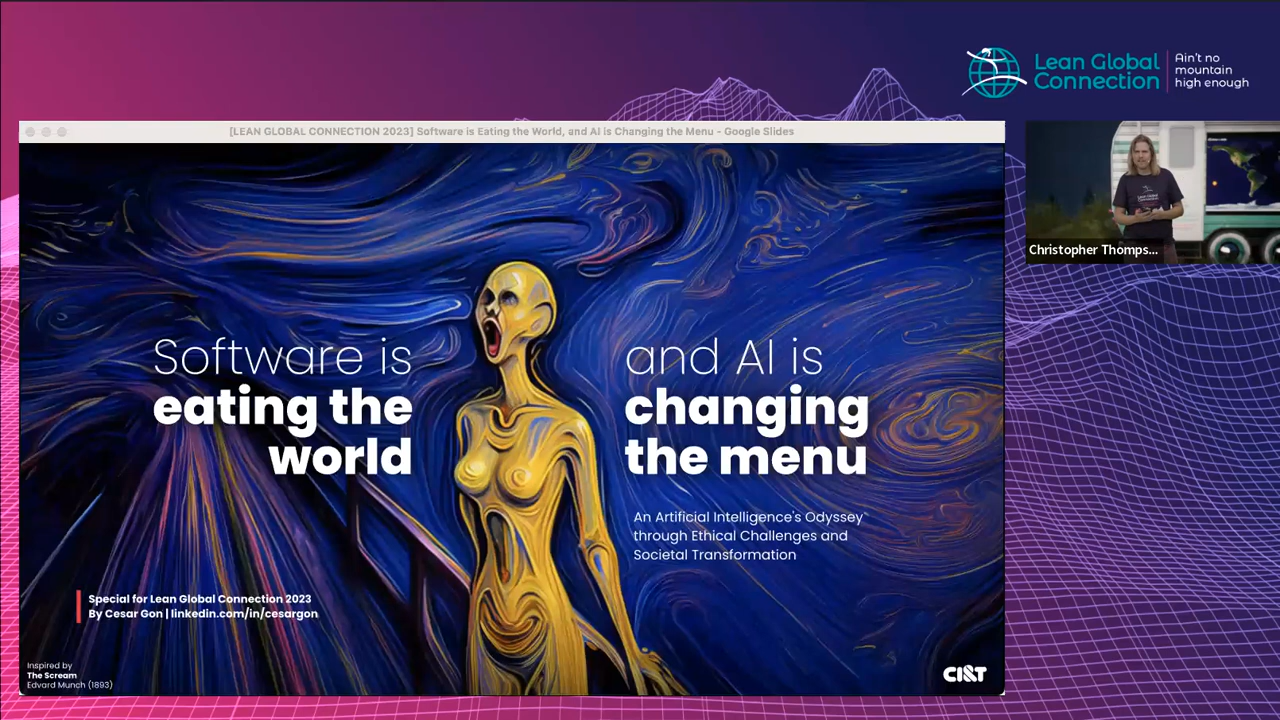 Lean Global
Connection
Ain't no
mountain
high enough
[LEAN GLOBAL CONNECTION 2023] Software is Eating the World, and AI is Changing the Menu - Google Slides
Christopher Thomps...
Software is
eating the
world
and AI is
changing
the menu
An Artificial Intelligence's Odyssey
through Ethical Challenges and
Societal Transformation
Special for Lean Global Connection 2023
By Cesar Gon | linkedin.com/in/cesargon
Inspired by
The Scream
Edvard Munch (1893)
CI&T